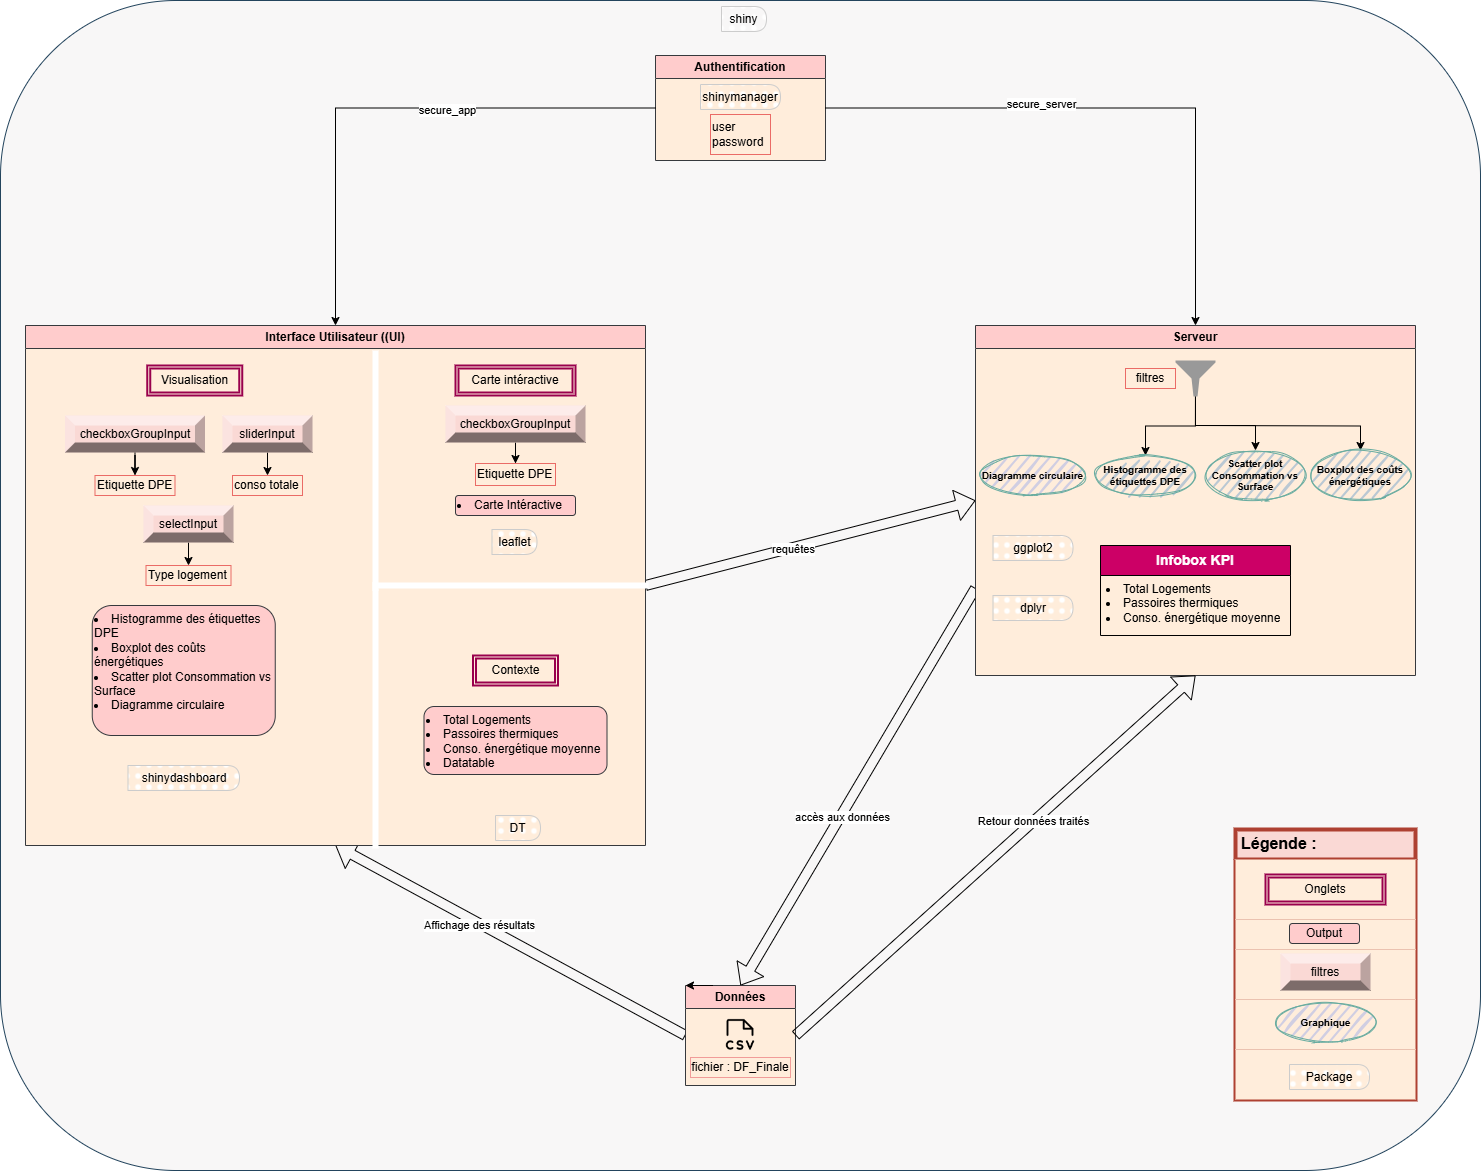 shiny
Authentification
shinymanager
user
password
secure_app
secure_server
Interface Utilisateur ((UI)
Visualisation
checkboxGroupInput
sliderInput
Etiquette DPE
conso totale
selectInput
Type logement
• Histogramme des étiquettes
DPE
• Boxplot des coûts
énergétiques
• Scatter plot Consommation vs
Surface
• Diagramme circulaire
shinydashboard
Carte intéractive
checkboxGroupInput
Etiquette DPE
• Carte Intéractive
leaflet
Contexte
• Total Logements
• Passoires thermiques
• Conso. énergétique moyenne
• Datatable
DT
requêtes
Serveur
filtres
Diagramme circulaire
Histogramme des
étiquettes DPE
Scatter plot
Consommation vs
Surface
Boxplot des coûts
énergétiques
ggplot2
dplyr
Infobox KPI
• Total Logements
• Passoires thermiques
• Conso. énergétique moyenne
accès aux données
Retour données traités
Affichage des résultats
Données
CSV
fichier : DF_Finale
Légende :
Onglets
Output
filtres
Graphique
Package